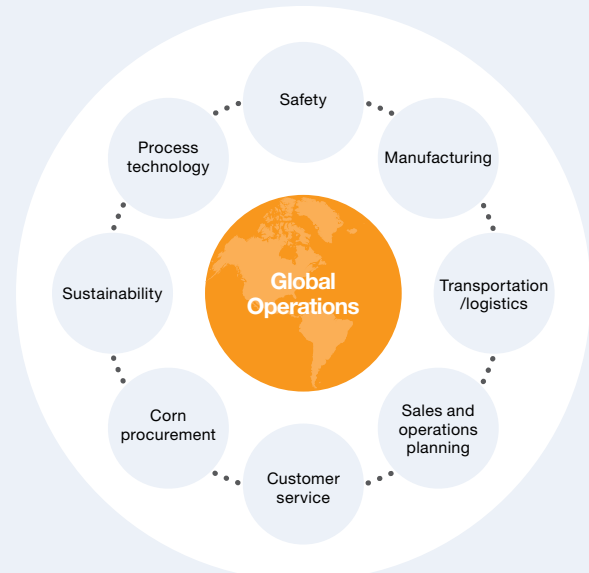 Safety
Manufacturing
Transportation
/logistics
Sales and
operations
planning
Customer
service
Corn
procurement
Sustainability
Process
technology
Global
Operations